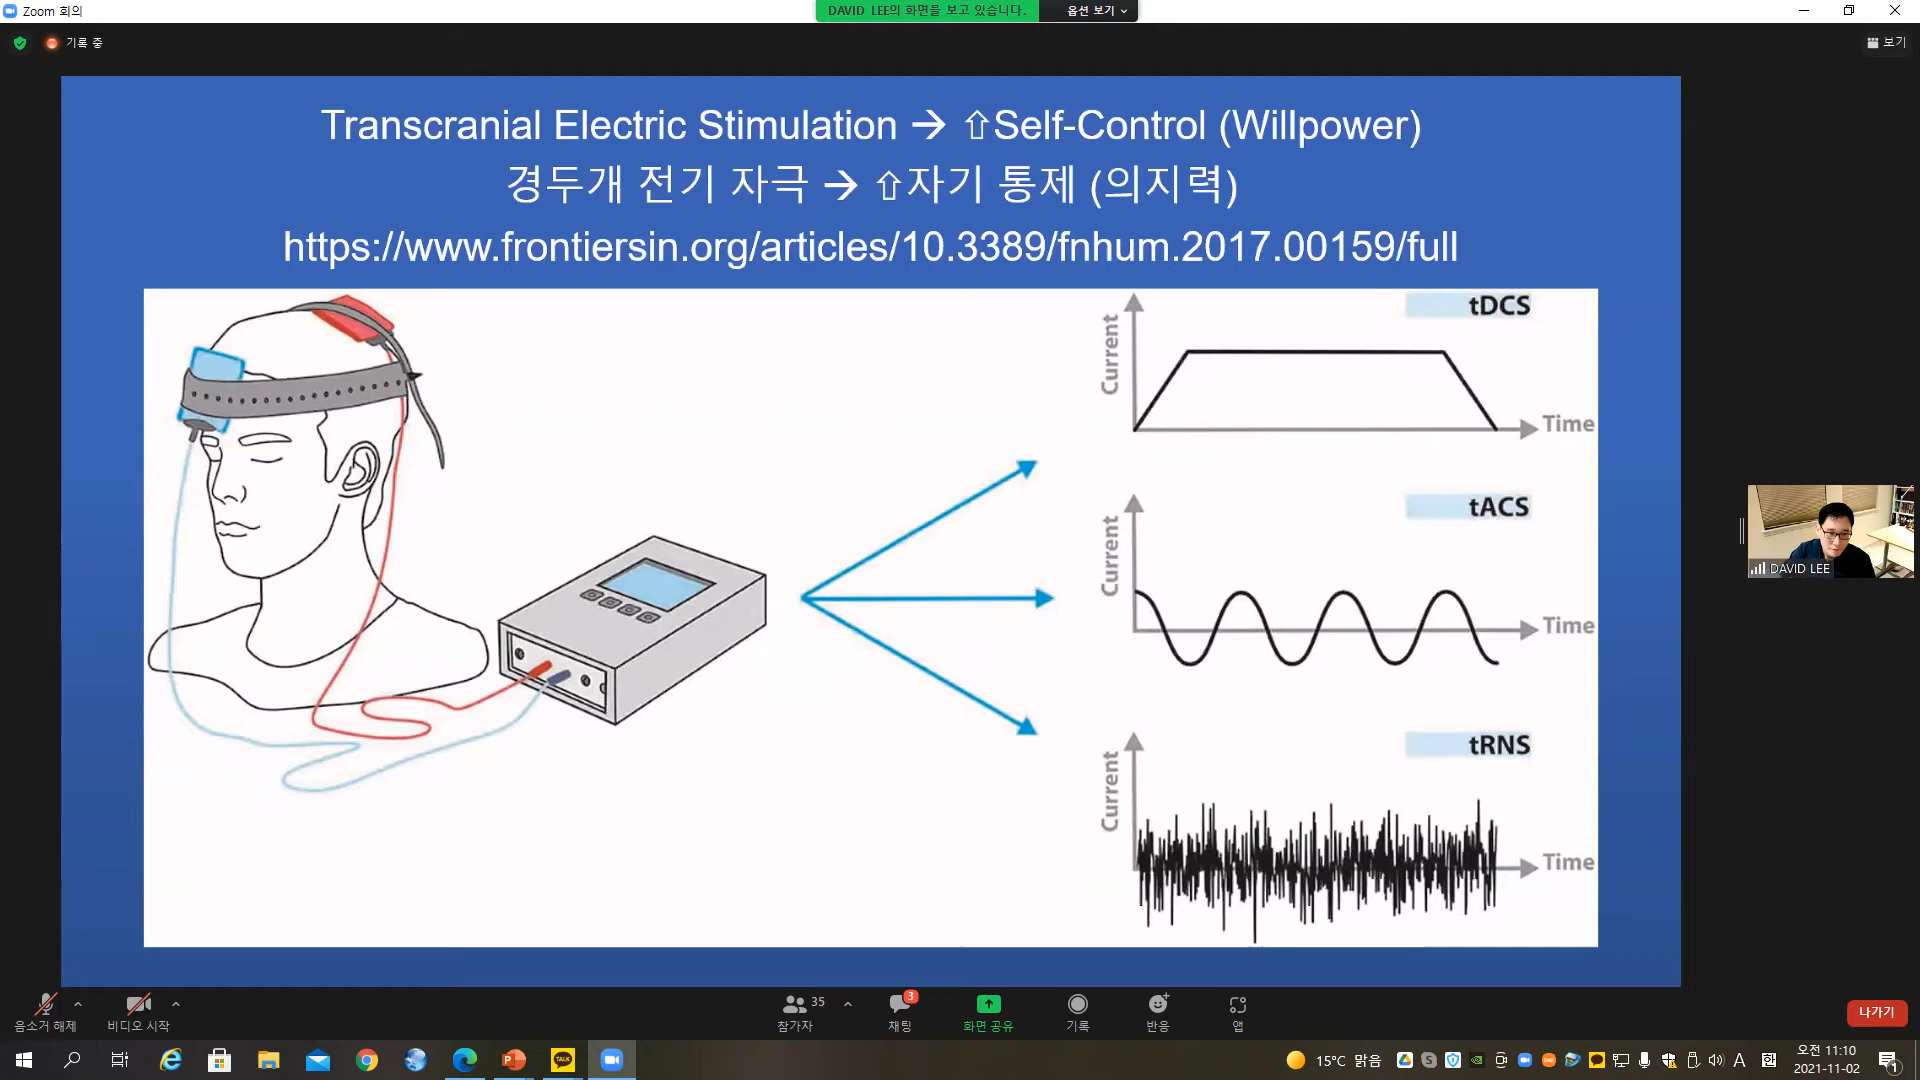 Zoom 회의
DAVID LEE의 화면을 보고 있습니다.
옵션 보기
기록 중
보기
Transcranial Electric Stimulation → ⇧Self-Control (Willpower)
경두개 전기 자극 → ⇧자기 통제 (의지력)
https://www.frontiersin.org/articles/10.3389/fnhum.2017.00159/full
tDCS
Current
Time
tACS
Current
Time
tRNS
Current
Time
DAVID LEE
음소거 해제
비디오 시작
35
참가자
3
채팅
화면 공유
기록
반응
앱
나가기
TALK
15°C 맑음
A
한
오전 11:10
2021-11-02
1